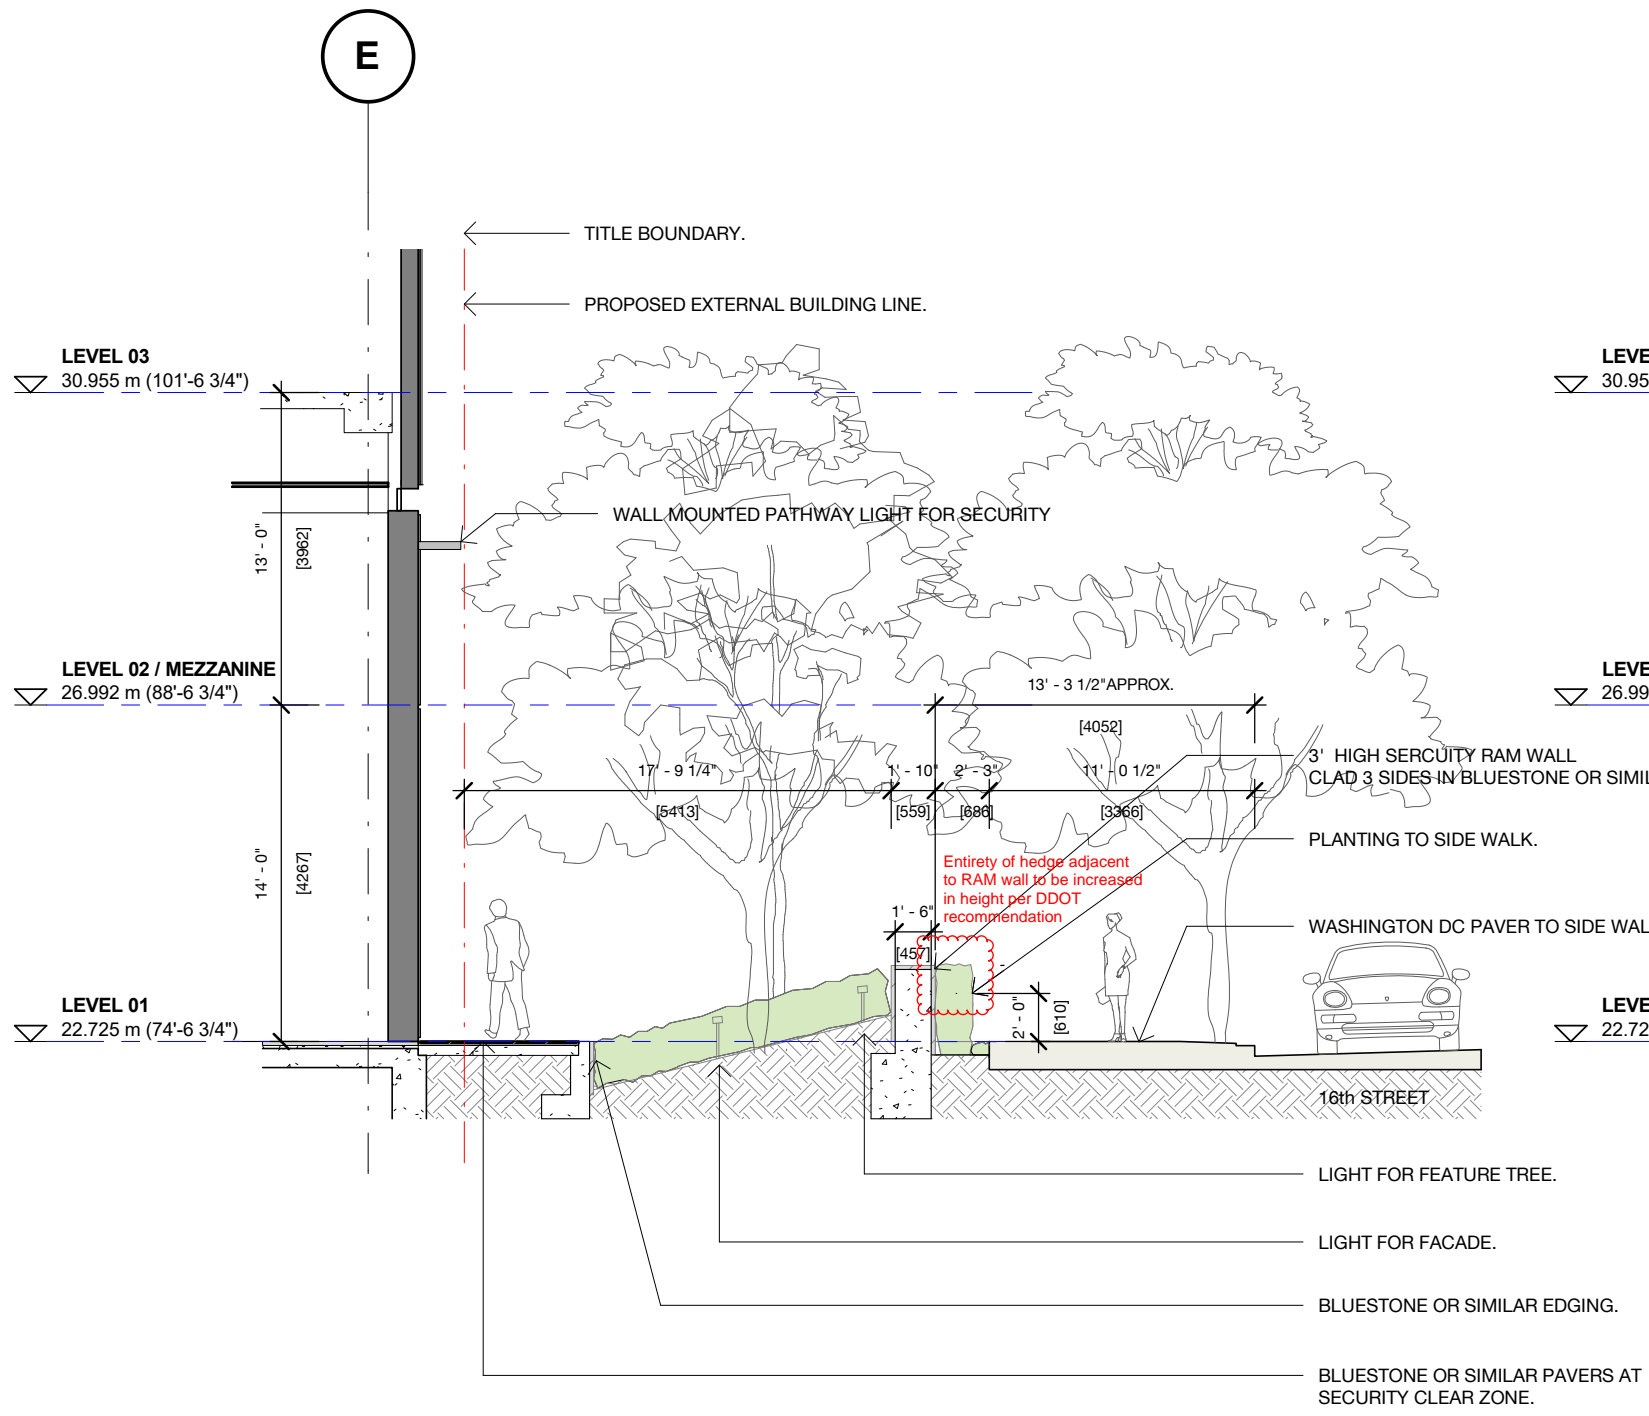 E
TITLE BOUNDARY.
PROPOSED EXTERNAL BUILDING LINE.
LEVEL 03
30.955 m (101'-6 3/4")
LEVE
30.95
WALL MOUNTED PATHWAY LIGHT FOR SECURITY
13' - 0"
[3962]
LEVEL 02 / MEZZANINE
26.992 m (88'-6 3/4")
13' - 3 1/2"APPROX.
[4052]
LEVE
26.99
17' - 9 1/4"
[5413]
1' - 10"
[559]
2' - 3"
[686]
11' - 0 1/2"
[3366]
3'  HIGH SERCUITY RAM WALL
CLAD 3 SIDES IN BLUESTONE OR SIMIL
PLANTING TO SIDE WALK.
14' - 0"
[4267]
Entirety of hedge adjacent
to RAM wall to be increased
in height per DDOT
recommendation
1' - 6"
[457]
WASHINGTON DC PAVER TO SIDE WAL
2' - 0"
[610]
LEVEL 01
22.725 m (74'-6 3/4")
LEVE
22.72
16th STREET
LIGHT FOR FEATURE TREE.
LIGHT FOR FACADE.
BLUESTONE OR SIMILAR EDGING.
BLUESTONE OR SIMILAR PAVERS AT
SECURITY CLEAR ZONE.